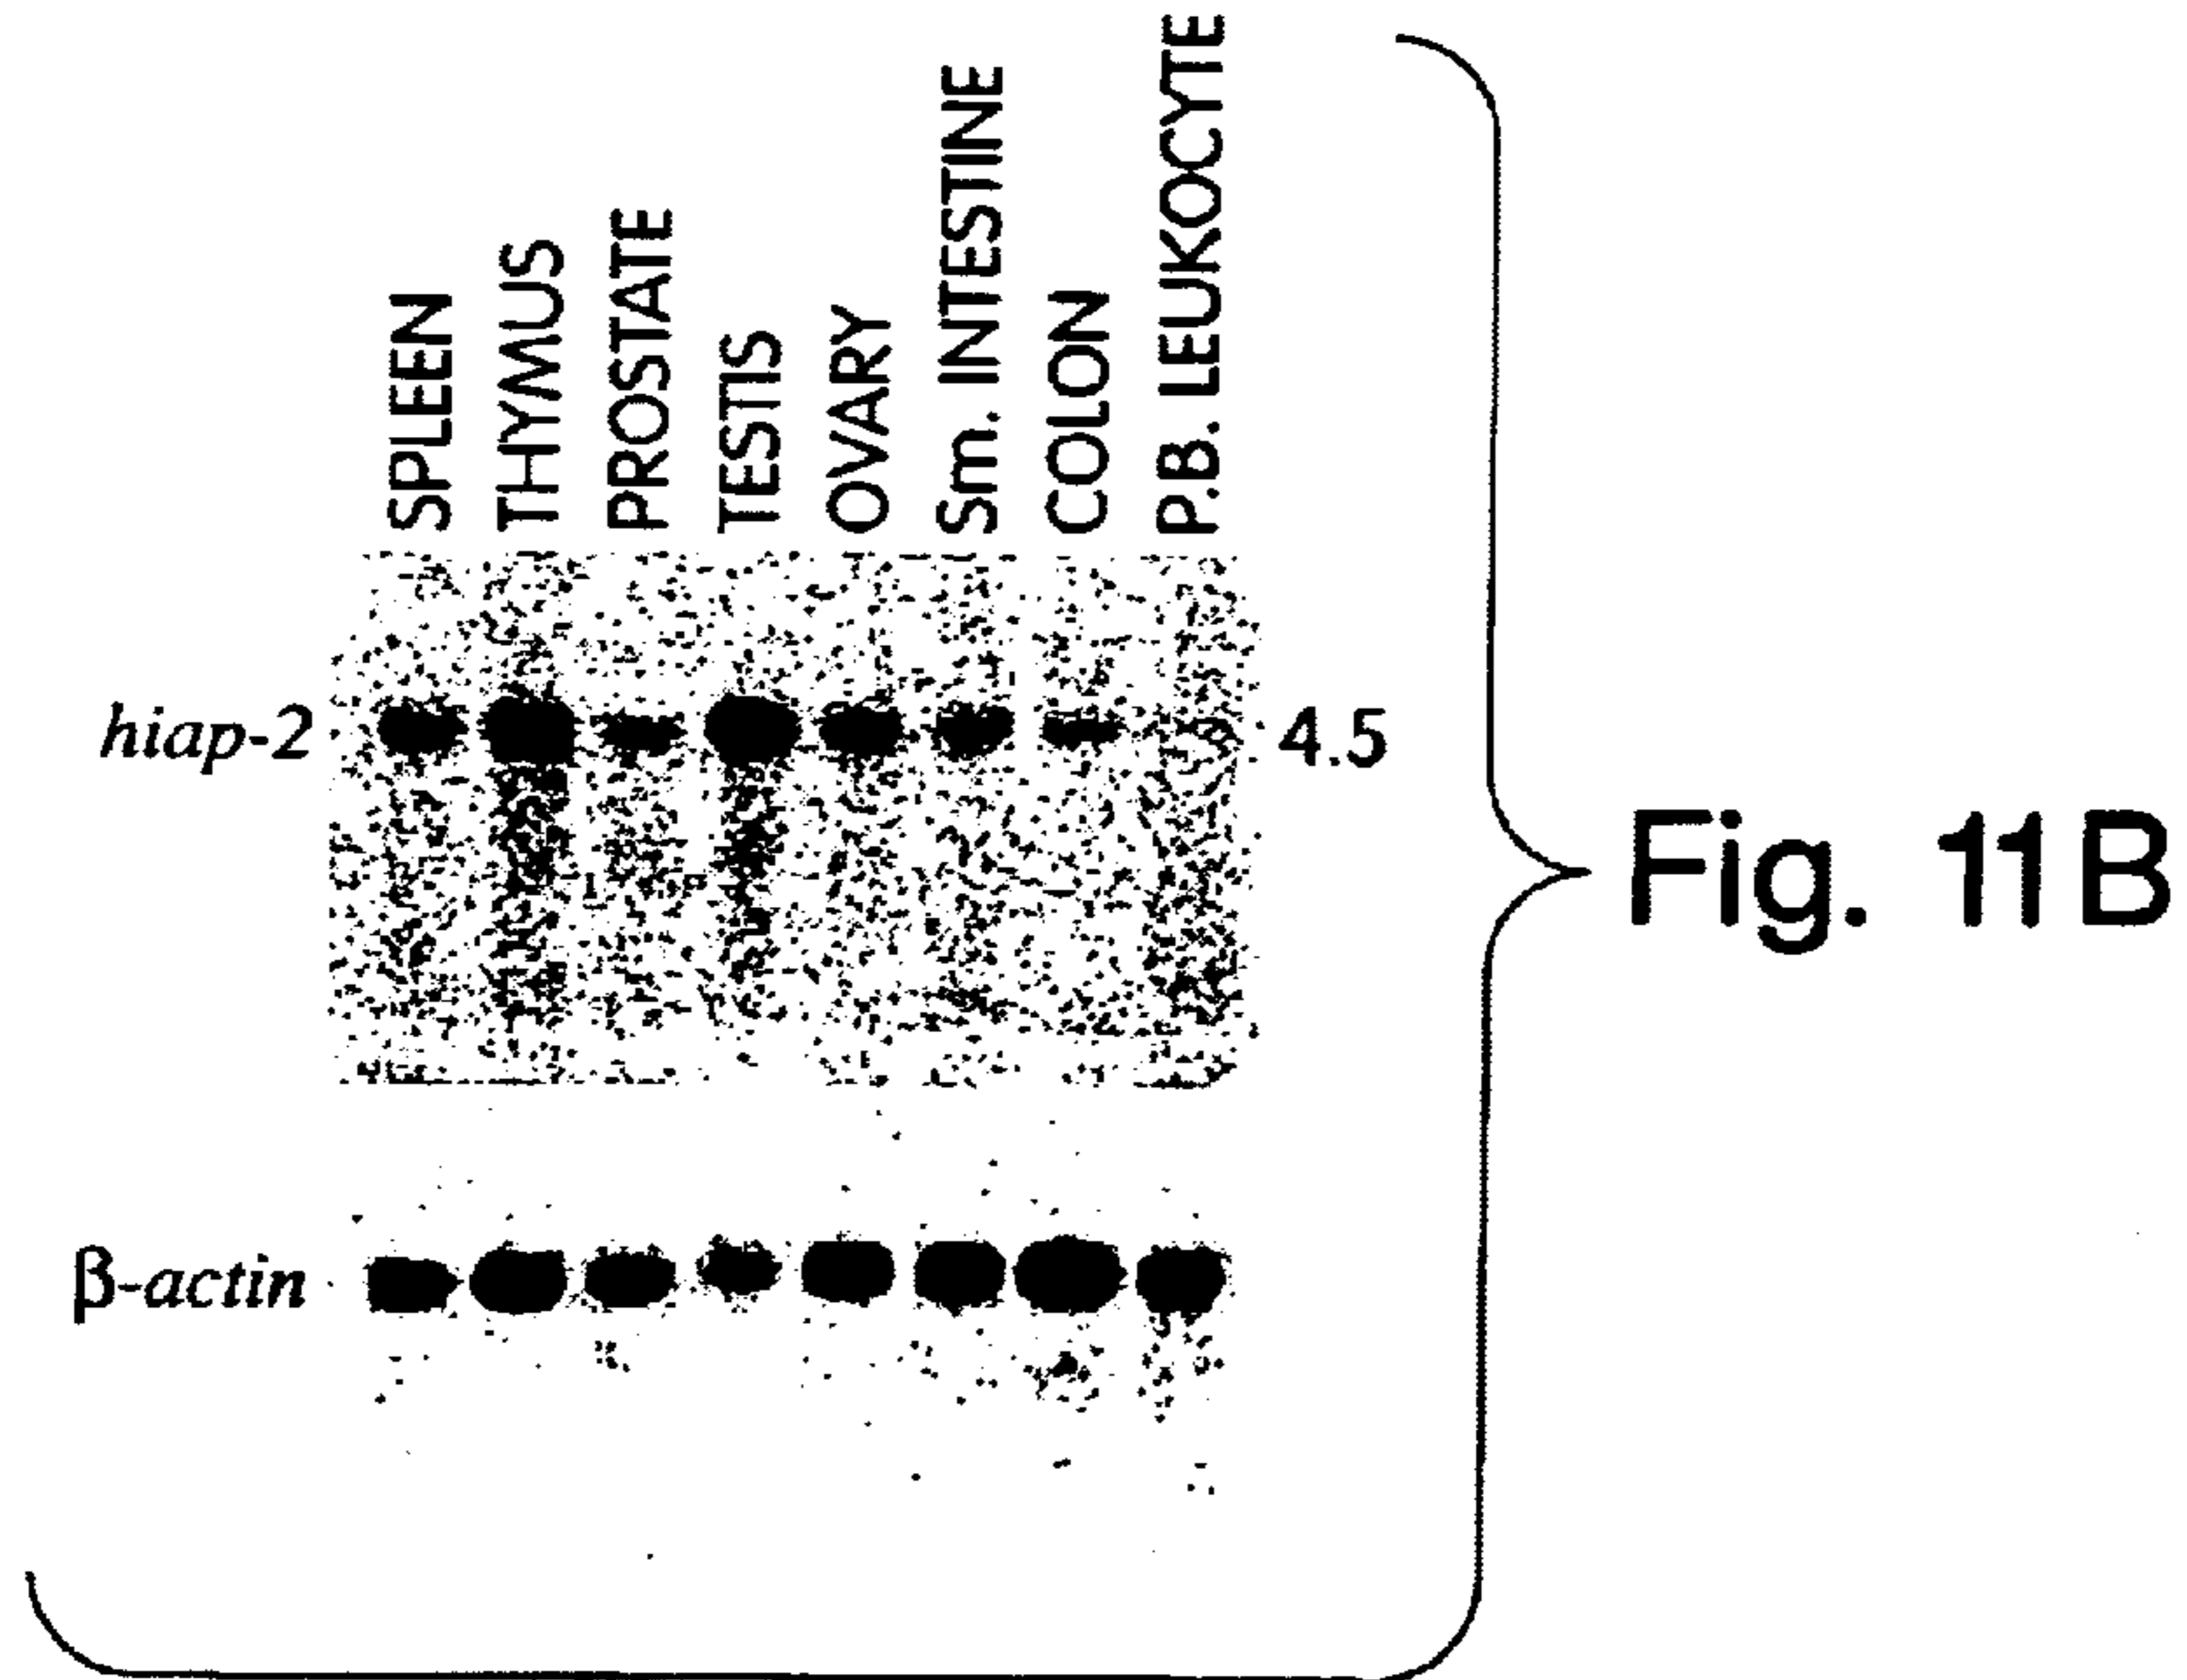 SPLEEN
THYMUS
PROSTATE
TESTIS
OVARY
Sm. INTESTINE
COLON
P.B. LEUKOCYTE
hiap-2
4.5
Fig. 11B
β-actin